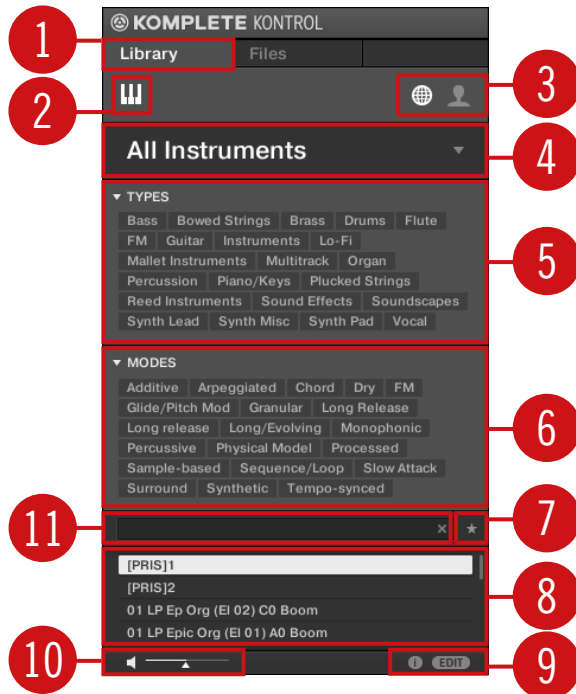 KOMPLETE KONTROL
1 Library Files
2 3
All Instruments 4
TYPES
Bass Bowed Strings Brass Drums Flute
FM Guitar Instruments Lo-Fi
Mallet Instruments Multitrack Organ 5
Percussion Piano/Keys Plucked Strings
Reed Instruments Sound Effects Soundscapes
Synth Lead Synth Misc Synth Pad Vocal
MODES
Additive Arpeggiated Chord Dry FM
Glide/Pitch Mod Granular Long Release
Long release Long/Evolving Monophonic 6
Percussive Physical Model Processed
Sample-based Sequence/Loop Slow Attack
Surround Synthetic Tempo-synced
11 × ★ 7
[PRIS]1
[PRIS]2 8
01 LP Ep Org (El 02) C0 Boom
01 LP Epic Org (El 01) A0 Boom
10 i EDIT 9